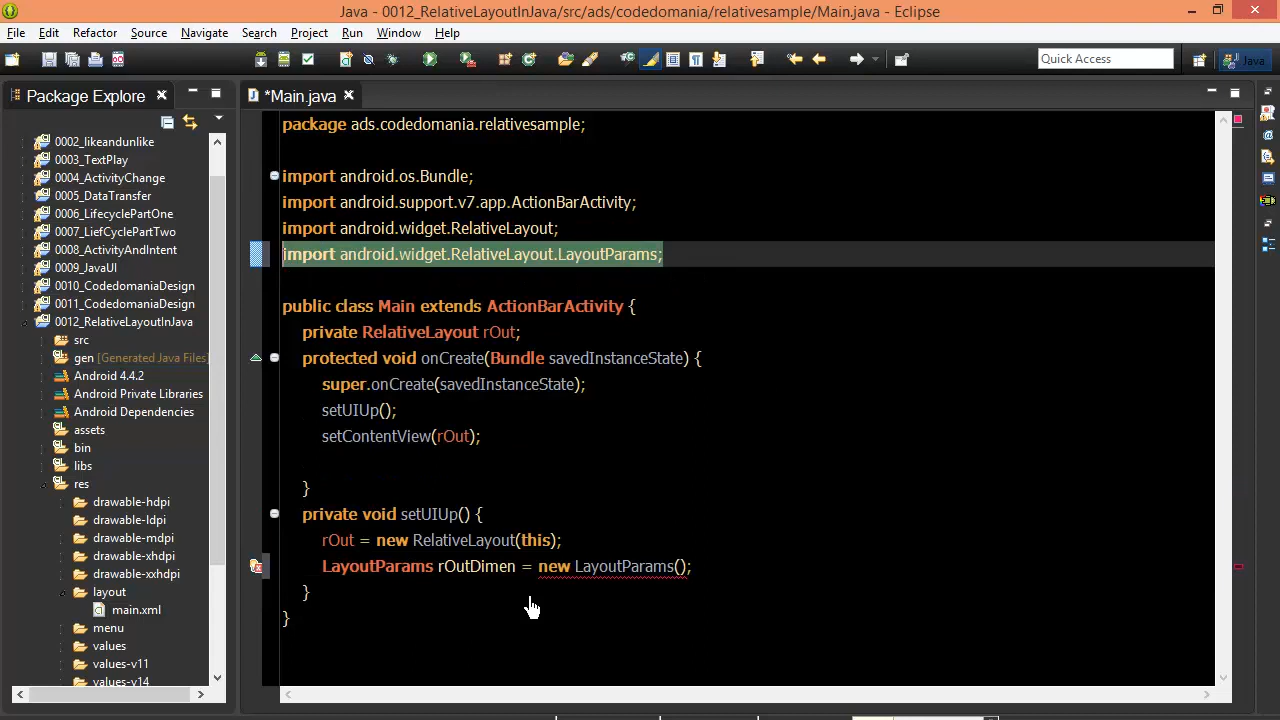 Java - 0012_RelativeLayoutInJava/src/ads/codedomania/relativesample/Main.java - Eclipse
File Edit Refactor Source Navigate Search Project Run Window Help
Quick Access
Java
Package Explore
*Main.java
0002_likeandunlike
0003_TextPlay
0004_ActivityChange
0005_DataTransfer
0006_LifecyclePartOne
0007_LiefCyclePartTwo
0008_ActivityAndIntent
0009_JavaUI
0010_CodedomaniaDesign
0011_CodedomaniaDesign
0012_RelativeLayoutInJava
src
gen [Generated Java Files]
Android 4.4.2
Android Private Libraries
Android Dependencies
assets
bin
libs
res
drawable-hdpi
drawable-ldpi
drawable-mdpi
drawable-xhdpi
drawable-xxhdpi
layout
main.xml
menu
values
values-v11
values-v14
package ads.codedomania.relativesample;
import android.os.Bundle;
import android.support.v7.app.ActionBarActivity;
import android.widget.RelativeLayout;
import android.widget.RelativeLayout.LayoutParams;
public class Main extends ActionBarActivity {
private RelativeLayout rOut;
protected void onCreate(Bundle savedInstanceState) {
super.onCreate(savedInstanceState);
setUIUp();
setContentView(rOut);
}
private void setUIUp() {
rOut = new RelativeLayout(this);
LayoutParams rOutDimen = new LayoutParams();
}
}